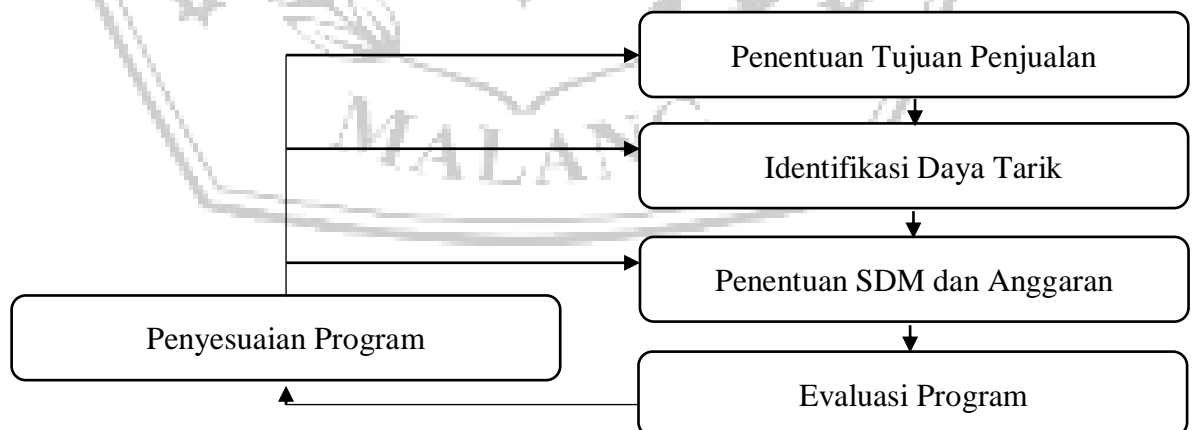 Penentuan Tujuan Penjualan
MALANG
Identifikasi Daya Tarik
Penentuan SDM dan Anggaran
Penyesuaian Program
Evaluasi Program